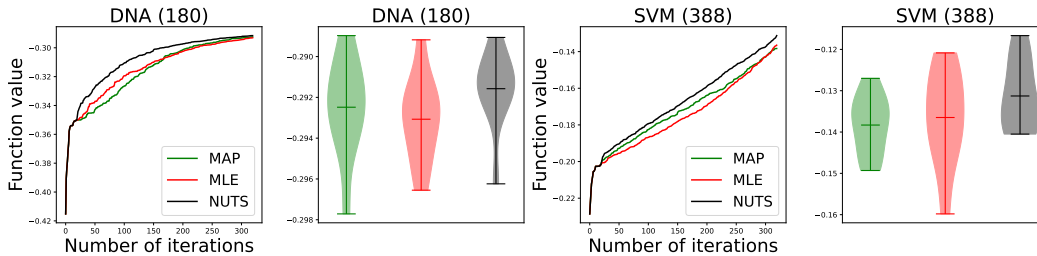 DNA (180)
Function value
−0.30
−0.32
−0.34
−0.36
−0.38
−0.40
−0.42
0 50 100 150 200 250 300
Number of iterations
MAP
MLE
NUTS
DNA (180)
−0.290
−0.292
−0.294
−0.296
−0.298
SVM (388)
Function value
−0.14
−0.16
−0.18
−0.20
−0.22
0 50 100 150 200 250 300
Number of iterations
MAP
MLE
NUTS
SVM (388)
−0.12
−0.13
−0.14
−0.15
−0.16